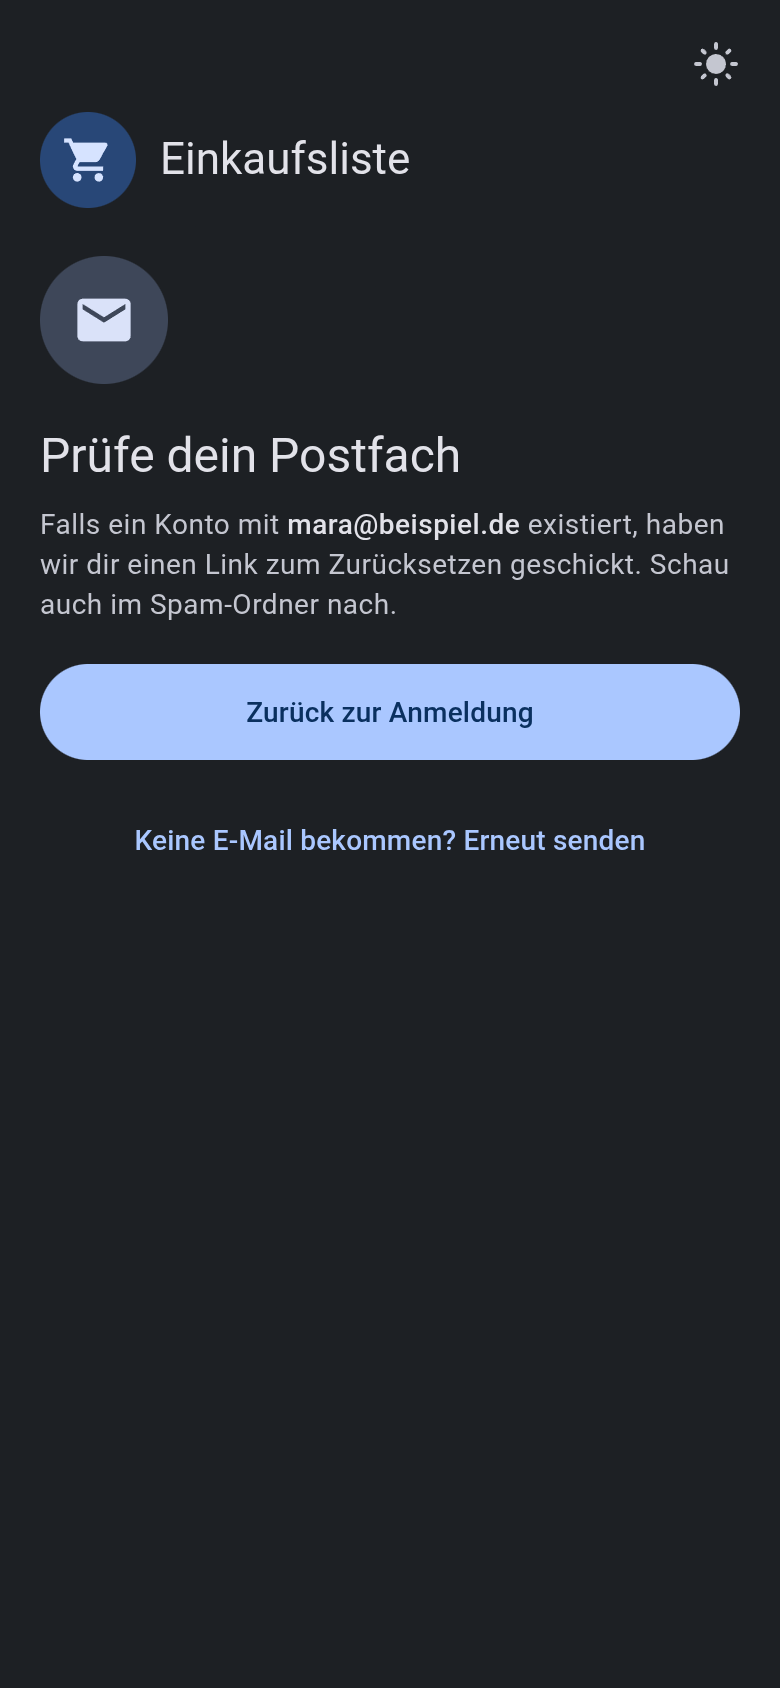 Einkaufsliste
Prüfe dein Postfach
Falls ein Konto mit mara@beispiel.de existiert, haben
wir dir einen Link zum Zurücksetzen geschickt. Schau
auch im Spam-Ordner nach.
Zurück zur Anmeldung
Keine E-Mail bekommen? Erneut senden